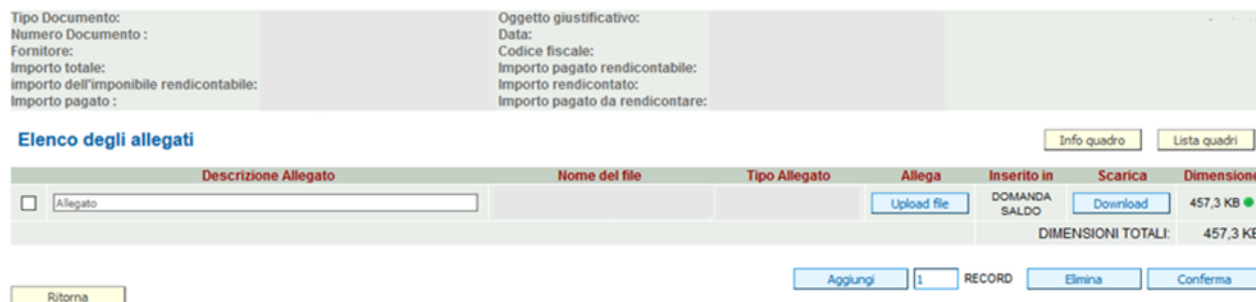 Tipo Documento: Oggetto giustificativo:
Numero Documento : Data:
Fornitore: Codice fiscale:
Importo totale: Importo pagato rendicontabile:
importo dell'imponibile rendicontabile: Importo rendicontato:
Importo pagato : Importo pagato da rendicontare:
Elenco degli allegati Info quadro Lista quadri
Descrizione Allegato Nome del file Tipo Allegato Allega Inserito in Scarica Dimensione
Allegato Upload file DOMANDA SALDO Download 457,3 KB
DIMENSIONI TOTALI: 457,3 KB
Aggiungi 1 RECORD Elimina Conferma
Ritorna